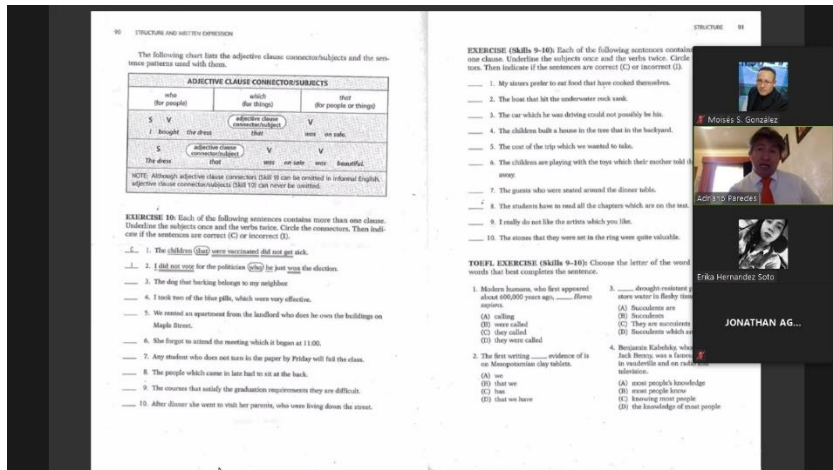 90 STRUCTURE AND WRITTEN EXPRESSION
The following chart lists the adjective clause connector/subjects and the sen-
tence patterns used with them.
ADJECTIVE CLAUSE CONNECTOR/SUBJECTS
who which that
(for people) (for things) (for people or things)
S V adjective clause connector/subject V
I bought the dress that was on sale.
S adjective clause connector/subject V V
The dress that was on sale was beautiful.
NOTE: Although adjective clause connectors (Skill 9) can be omitted in informal English,
adjective clause connector/subjects (Skill 10) can never be omitted.
EXERCISE 10: Each of the following sentences contains more than one clause.
Underline the subjects once and the verbs twice. Circle the connectors. Then indi-
cate if the sentences are correct (C) or incorrect (I).
C 1. The children that were vaccinated did not get sick.
I 2. I did not vote for the politician who he just won the election.
3. The dog that barking belongs to my neighbor.
4. I took two of the blue pills, which were very effective.
5. We rented an apartment from the landlord who does he own the buildings on
Maple Street.
6. She forgot to attend the meeting which it began at 11:00.
7. Any student who does not turn in the paper by Friday will fail the class.
8. The people which came in late had to sit at the back.
9. The courses that satisfy the graduation requirements they are difficult.
10. After dinner she went to visit her parents, who were living down the street.
STRUCTURE 91
EXERCISE (Skills 9–10): Each of the following sentences contains
one clause. Underline the subjects once and the verbs twice. Circle
tors. Then indicate if the sentences are correct (C) or incorrect (I).
1. My sisters prefer to eat food that have cooked themselves.
2. The boat that hit the underwater rock sank.
3. The car which he was driving could not possibly be his.
4. The children built a house in the tree that in the backyard.
5. The cost of the trip which we wanted to take.
6. The children are playing with the toys which their mother told
away.
7. The guests who were seated around the dinner table.
8. The students have to read all the chapters which are on the test.
9. I really do not like the artists which you like.
10. The stones that they were set in the ring were quite valuable.
TOEFL EXERCISE (Skills 9–10): Choose the letter of the word
words that best completes the sentence.
1. Modern humans, who first appeared
about 600,000 years ago, ____ Homo
sapiens.
(A) calling
(B) were called
(C) they called
(D) they were called
2. The first writing ____ evidence of is
on Mesopotamian clay tablets.
(A) we
(B) that we
(C) has
(D) that we have
3. ____ drought-resistant
store water in fleshy
(A) Succulents are
(B) Succulents
(C) They are succulents
(D) Succulents which
4. Benjamin Kabelsky,
Jack Benny, was a
in vaudeville and on
television.
(A) most people's knowledge
(B) most people know
(C) knowing most people
(D) the knowledge of most people
Moisés S. González
Adriano Paredes
Erika Hernandez Soto
JONATHAN AG...